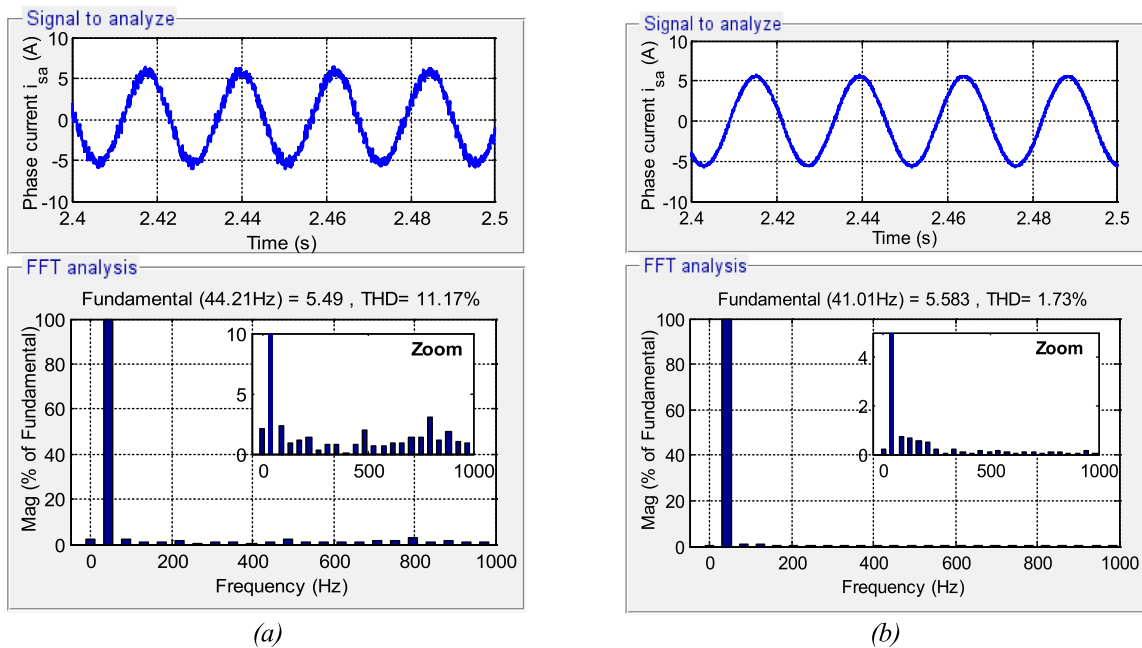 Signal to analyze
Phase current i sa (A)
10
5
0
-5
-10
2.4 2.42 2.44 2.46 2.48 2.5
Time (s)
FFT analysis
Fundamental (44.21Hz) = 5.49 , THD= 11.17%
Mag (% of Fundamental)
100
80
60
40
20
0
0 200 400 600 800 1000
Frequency (Hz)
Zoom
10
5
0
0 500 1000
(a)
Signal to analyze
Phase current i sa (A)
10
5
0
-5
-10
2.4 2.42 2.44 2.46 2.48 2.5
Time (s)
FFT analysis
Fundamental (41.01Hz) = 5.583 , THD= 1.73%
Mag (% of Fundamental)
100
80
60
40
20
0
0 200 400 600 800 1000
Frequency (Hz)
Zoom
4
2
0
0 500 1000
(b)